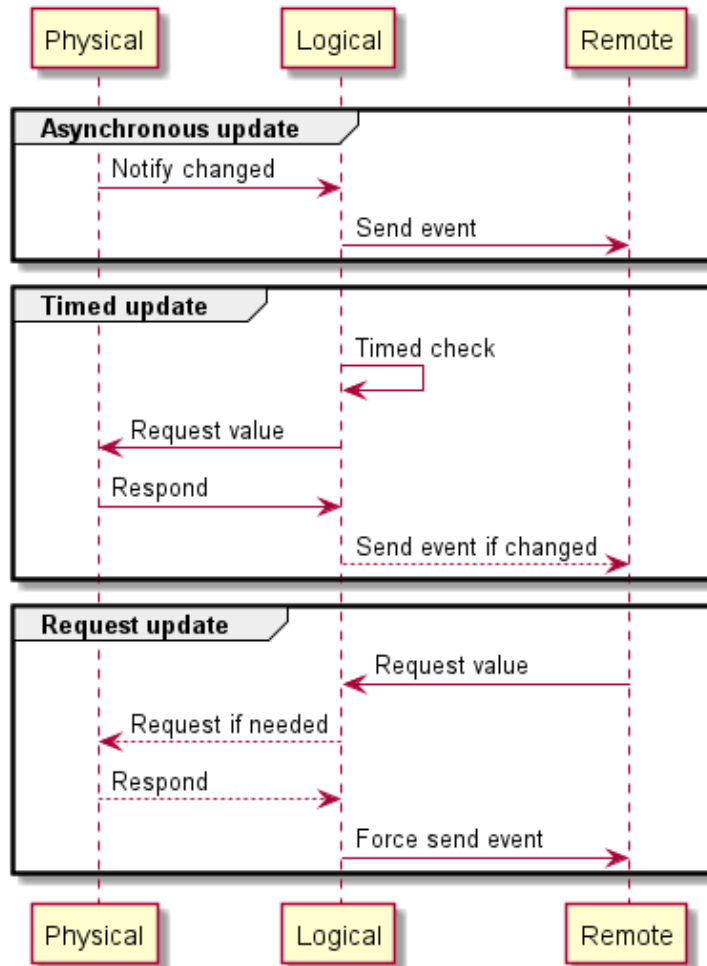 Physical Logical Remote
Asynchronous update
Notify changed
Send event
Timed update
Timed check
Request value
Respond
Send event if changed
Request update
Request value
Request if needed
Respond
Force send event
Physical Logical Remote